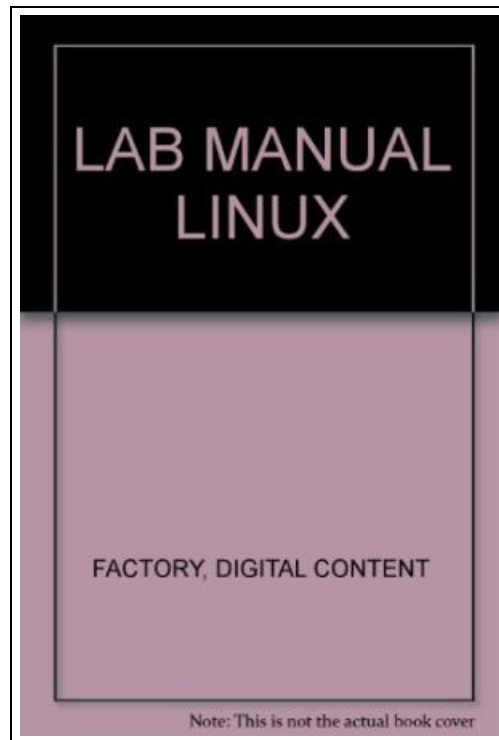 LAB MANUAL
LINUX
FACTORY, DIGITAL CONTENT
Note: This is not the actual book cover